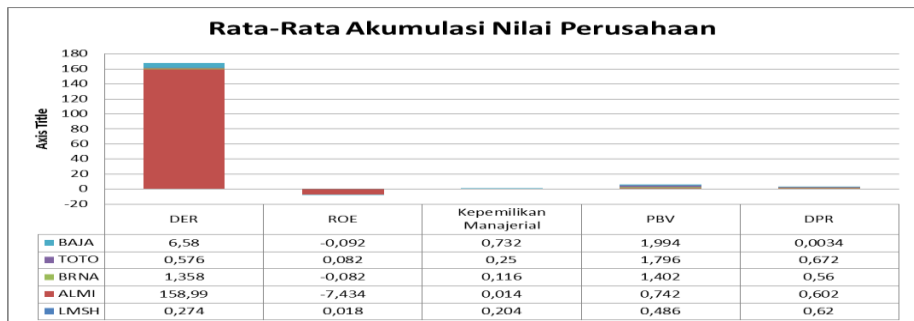 Rata-Rata Akumulasi Nilai Perusahaan
Axis Title
180
160
140
120
100
80
60
40
20
0
-20
DER ROE Kepemilikan Manajerial PBV DPR
BAJA 6,58 -0,092 0,732 1,994 0,0034
TOTO 0,576 0,082 0,25 1,796 0,672
BRNA 1,358 -0,082 0,116 1,402 0,56
ALMI 158,99 -7,434 0,014 0,742 0,602
LMSH 0,274 0,018 0,204 0,486 0,62